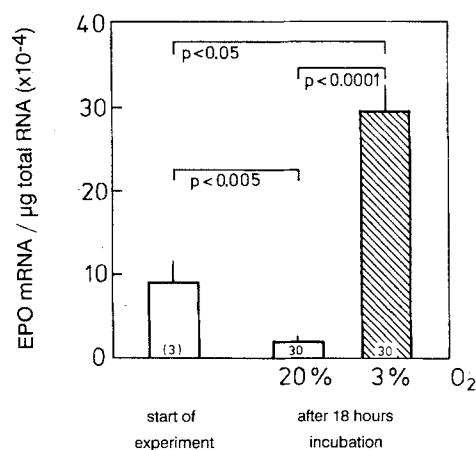 EPO mRNA / µg total RNA (x10-4)
40
30
20
10
0
p<0.05
p<0.0001
p<0.005
(3)
30
30
20% 3% O2
start of experiment
after 18 hours incubation